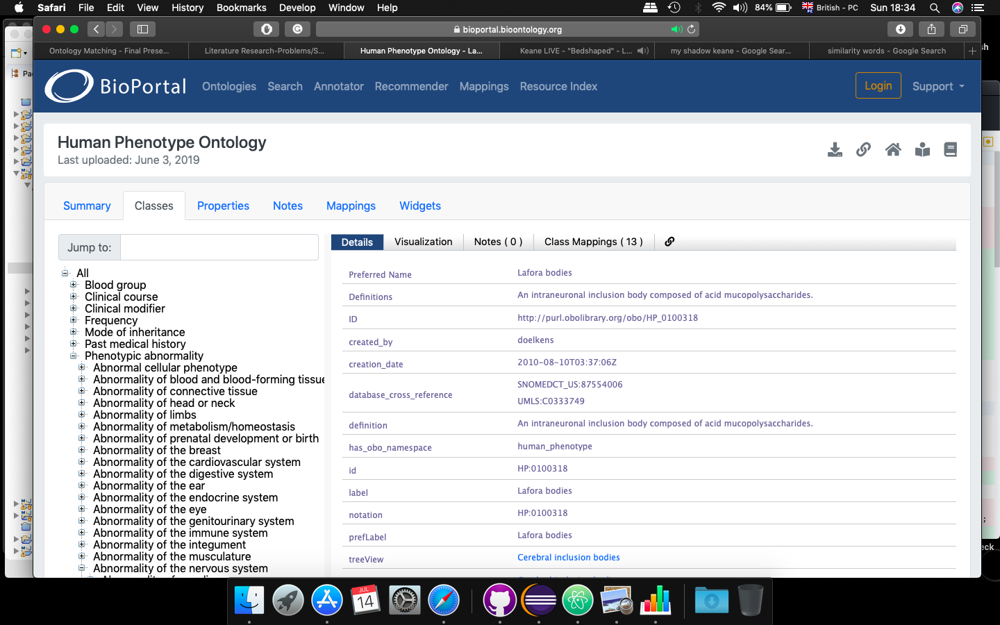 Safari File Edit View History Bookmarks Develop Window Help 84% British - PC Sun 18:34
bioportal.bioontology.org
Ontology Matching - Final Prese... Literature Research-Problems/S... Human Phenotype Ontology - La... Keane LIVE - "Bedshaped" - L... my shadow keane - Google Sear... similarity words - Google Search
BioPortal Ontologies Search Annotator Recommender Mappings Resource Index Login Support
Human Phenotype Ontology
Last uploaded: June 3, 2019
Summary Classes Properties Notes Mappings Widgets
Jump to:
All
Blood group
Clinical course
Clinical modifier
Frequency
Mode of inheritance
Past medical history
Phenotypic abnormality
Abnormal cellular phenotype
Abnormality of blood and blood-forming tissue
Abnormality of connective tissue
Abnormality of head or neck
Abnormality of limbs
Abnormality of metabolism/homeostasis
Abnormality of prenatal development or birth
Abnormality of the breast
Abnormality of the cardiovascular system
Abnormality of the digestive system
Abnormality of the ear
Abnormality of the endocrine system
Abnormality of the eye
Abnormality of the genitourinary system
Abnormality of the immune system
Abnormality of the integument
Abnormality of the musculature
Abnormality of the nervous system
Details Visualization Notes ( 0 ) Class Mappings ( 13 )
Preferred Name Lafora bodies
Definitions An intraneuronal inclusion body composed of acid mucopolysaccharides.
ID http://purl.obolibrary.org/obo/HP_0100318
created_by doelkens
creation_date 2010-08-10T03:37:06Z
database_cross_reference SNOMEDCT_US:87554006
UMLS:C0333749
definition An intraneuronal inclusion body composed of acid mucopolysaccharides.
has_obo_namespace human_phenotype
id HP:0100318
label Lafora bodies
notation HP:0100318
prefLabel Lafora bodies
treeView Cerebral inclusion bodies
JUL
14